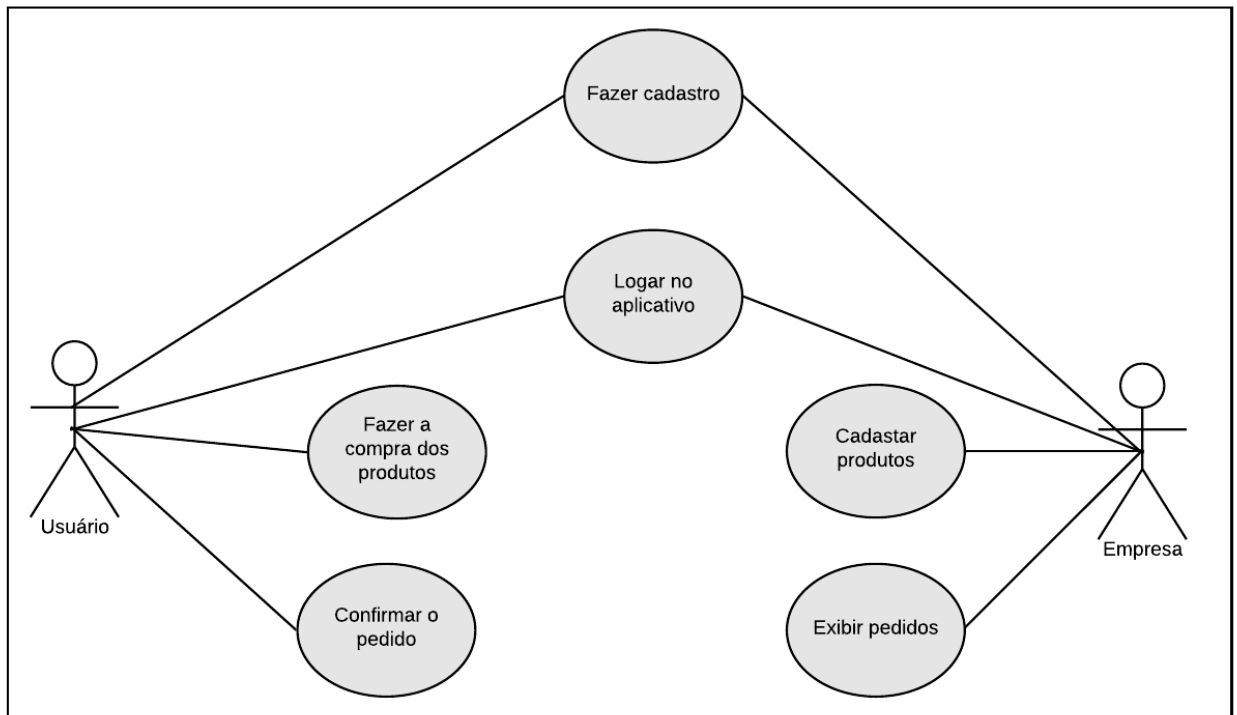 Fazer cadastro
Logar no
aplicativo
Fazer a
compra dos
produtos
Cadastar
produtos
Usuário
Empresa
Confirmar o
pedido
Exibir pedidos